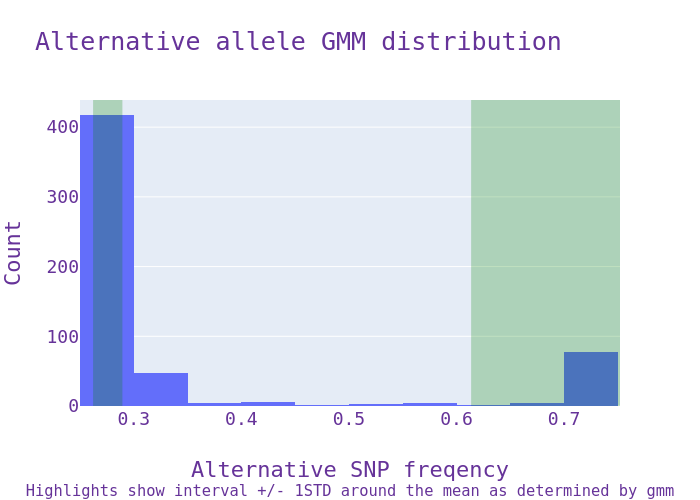 Alternative allele GMM distribution
400
300
200
100
0
Count
0.3 0.4 0.5 0.6 0.7
Alternative SNP freqency
Highlights show interval +/- 1STD around the mean as determined by gmm